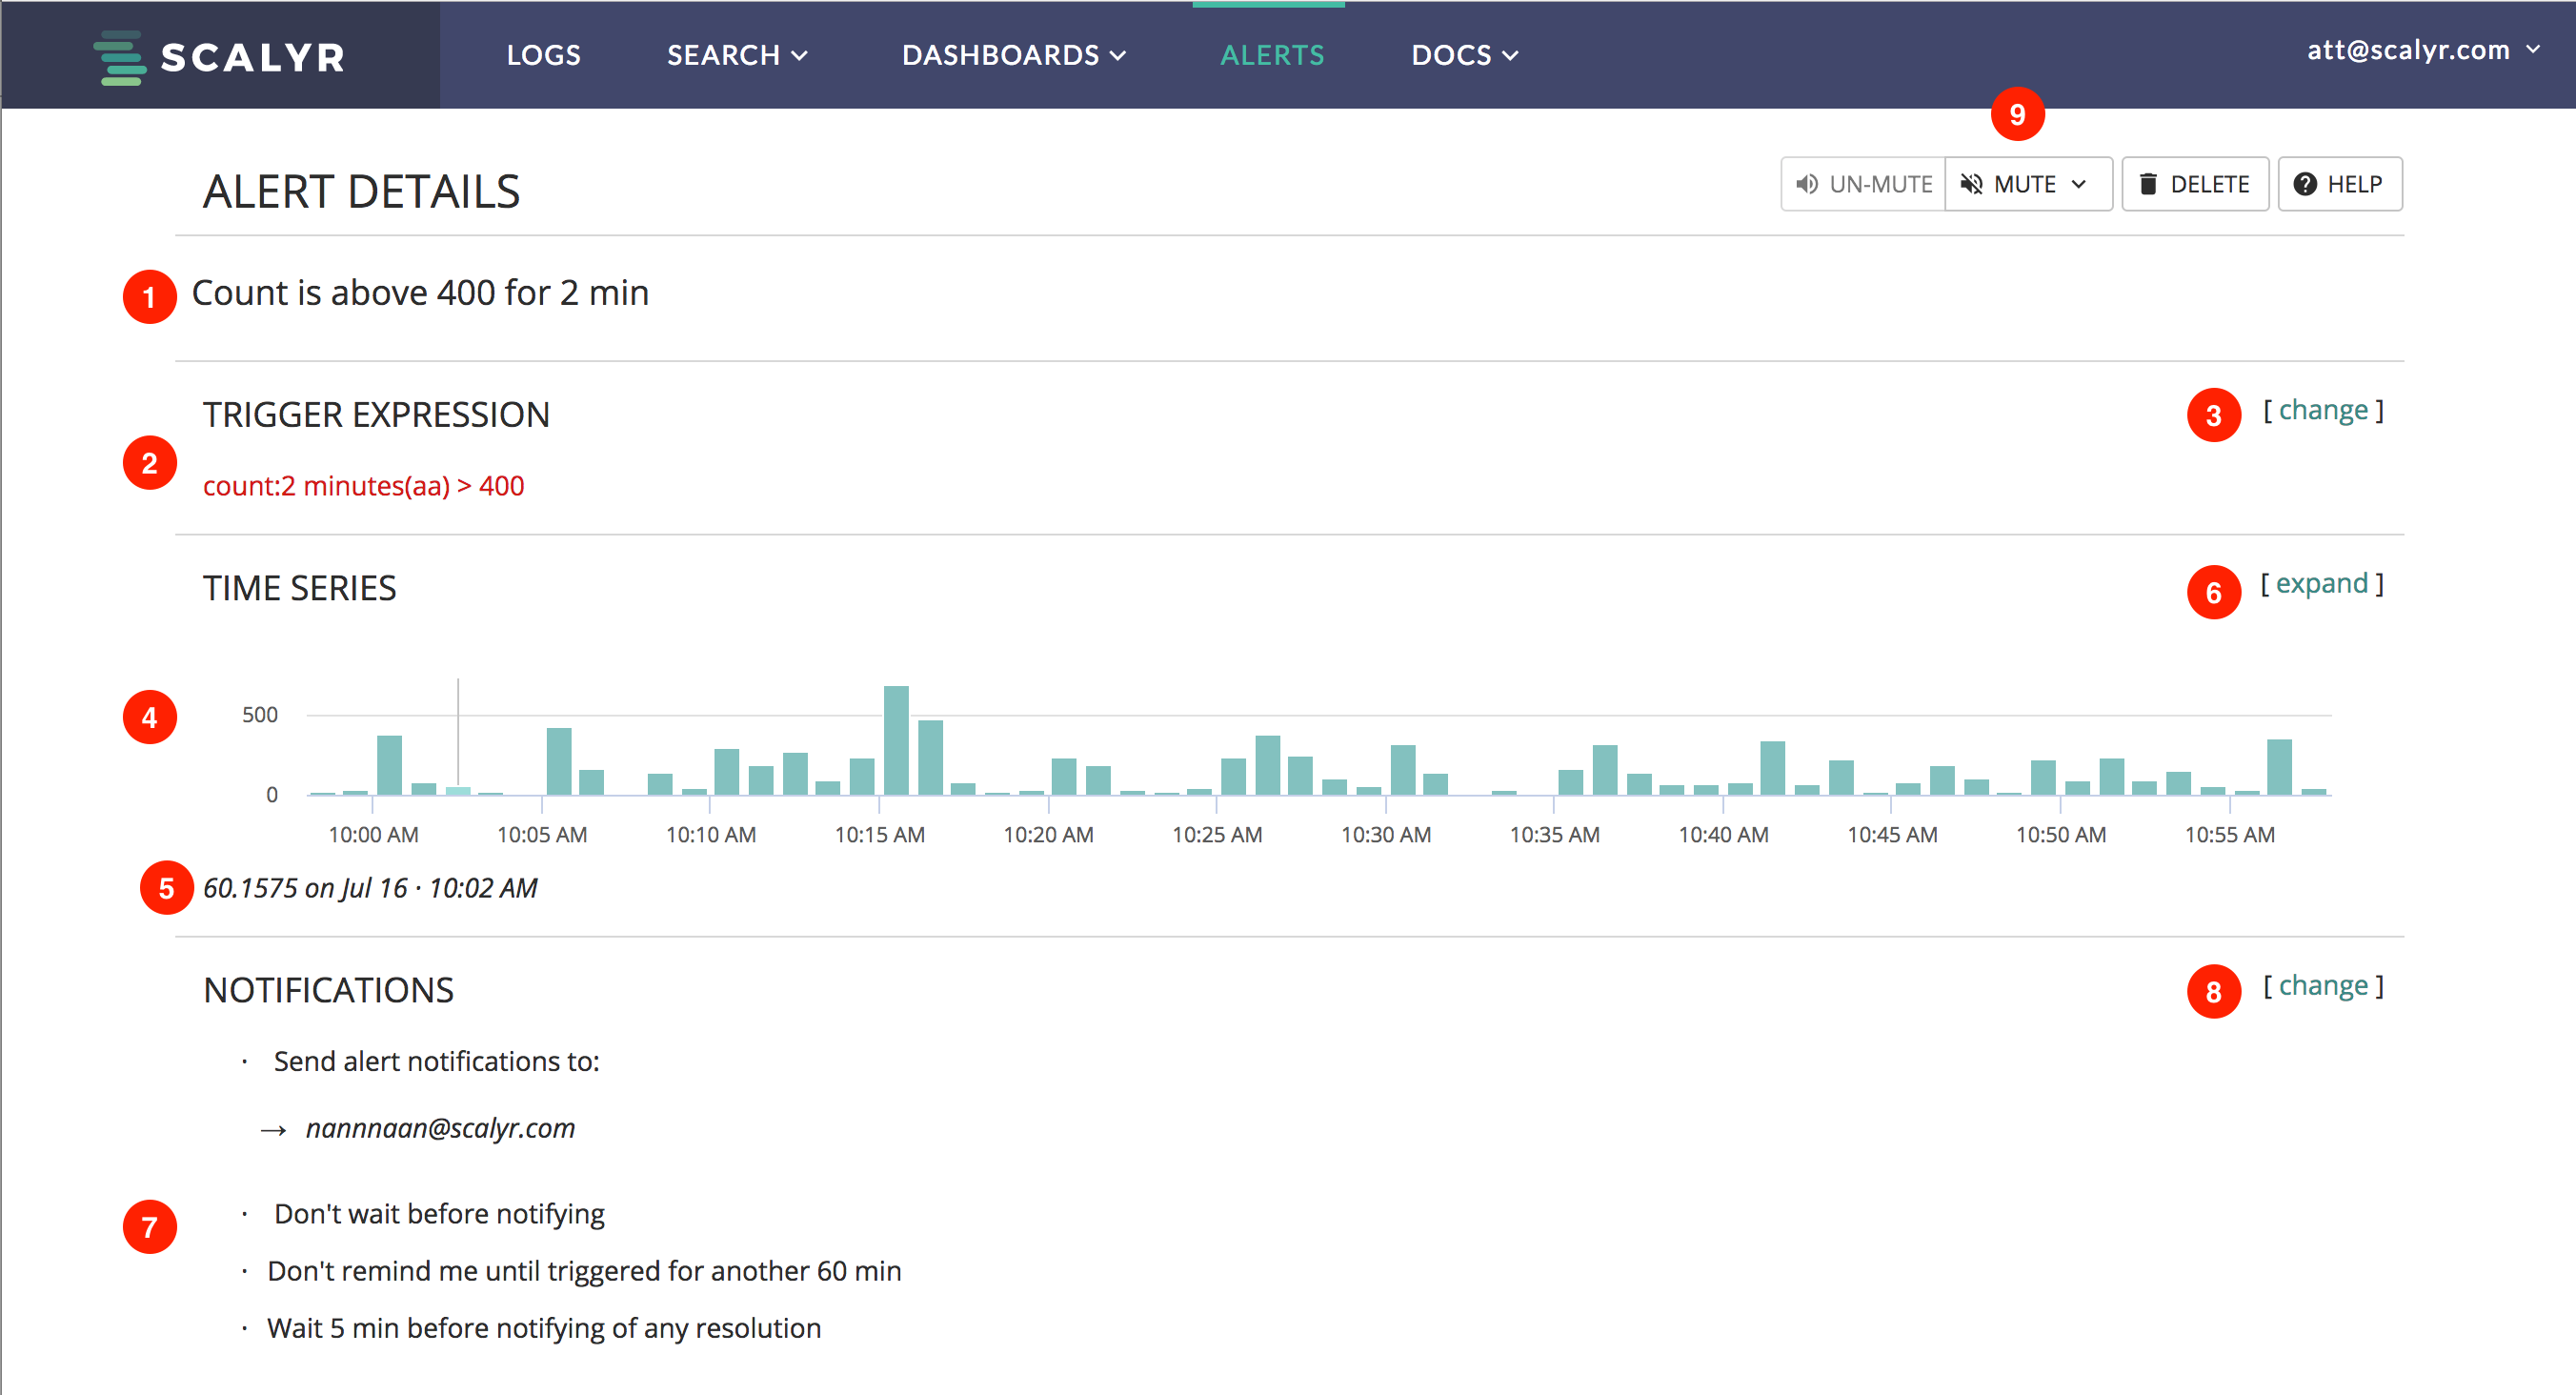 SCALYR LOGS SEARCH DASHBOARDS ALERTS DOCS att@scalyr.com
9
ALERT DETAILS UN-MUTE MUTE DELETE HELP
1 Count is above 400 for 2 min
TRIGGER EXPRESSION 3 [ change ]
2
count:2 minutes(aa) > 400
TIME SERIES 6 [ expand ]
4 500
0
10:00 AM 10:05 AM 10:10 AM 10:15 AM 10:20 AM 10:25 AM 10:30 AM 10:35 AM 10:40 AM 10:45 AM 10:50 AM 10:55 AM
5 60.1575 on Jul 16 · 10:02 AM
NOTIFICATIONS 8 [ change ]
· Send alert notifications to:
→ nannnaan@scalyr.com
7 · Don't wait before notifying
· Don't remind me until triggered for another 60 min
· Wait 5 min before notifying of any resolution